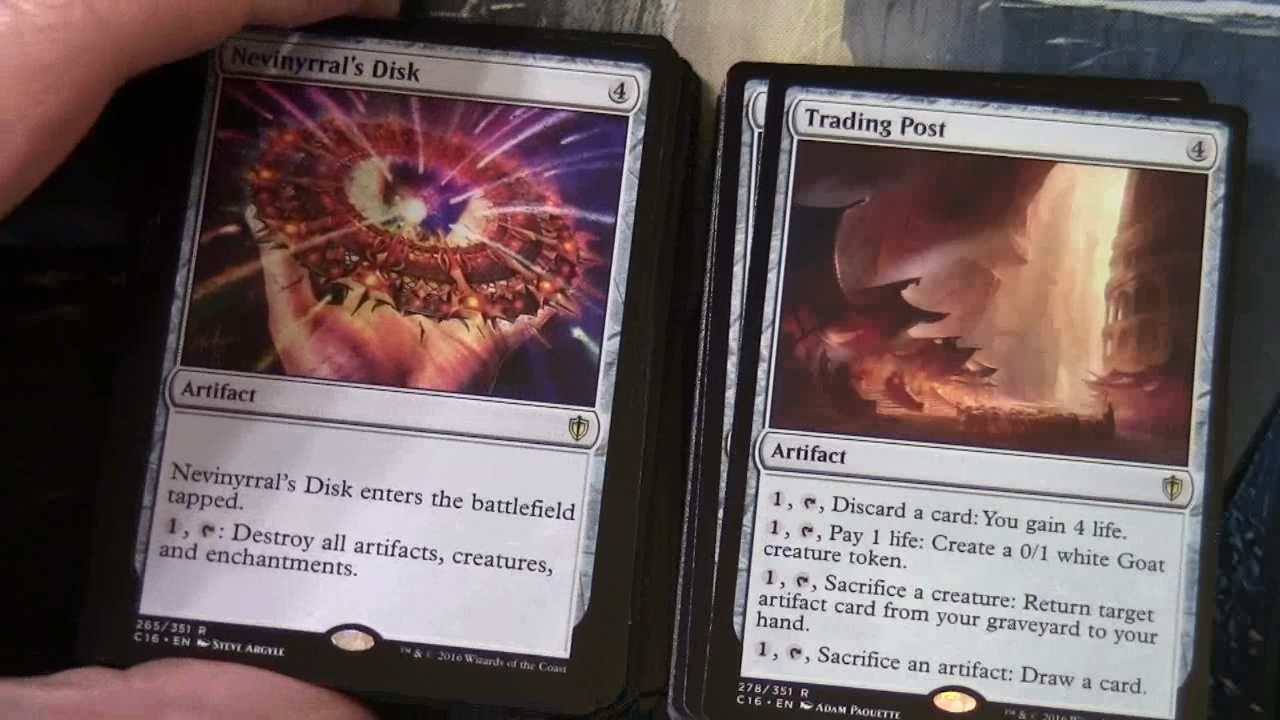 Nevinyrral's Disk
4
Artifact
Nevinyrral's Disk enters the battlefield
tapped.
1, : Destroy all artifacts, creatures,
and enchantments.
265/351 R
C16 • EN STEVE ARGYLE
™ & © 2016 Wizards of the Coast
Trading Post
4
Artifact
1, , Discard a card: You gain 4 life.
1, , Pay 1 life: Create a 0/1 white Goat
creature token.
1, , Sacrifice a creature: Return target
artifact card from your graveyard to your
hand.
1, , Sacrifice an artifact: Draw a card.
278/351 R
C16 • EN ADAM PAQUETTE
™ & © 2016